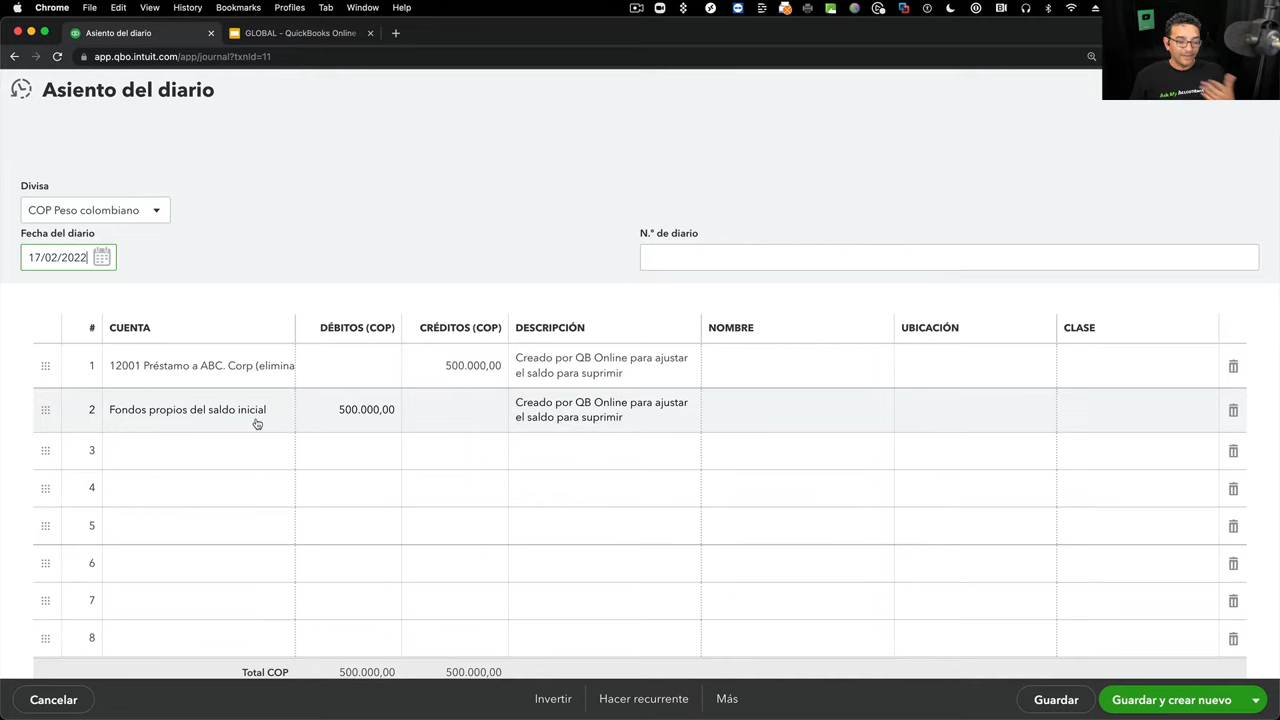 Chrome File Edit View History Bookmarks Profiles Tab Window Help
Asiento del diario
GLOBAL - QuickBooks Online
app.qbo.intuit.com/app/journal?txnId=11
Asiento del diario
Divisa
COP Peso colombiano
Fecha del diario
N.° de diario
17/02/2022
# CUENTA DÉBITOS (COP) CRÉDITOS (COP) DESCRIPCIÓN NOMBRE UBICACIÓN CLASE
1 12001 Préstamo a ABC. Corp (elimina 500.000,00 Creado por QB Online para ajustar
el saldo para suprimir
2 Fondos propios del saldo inicial 500.000,00 Creado por QB Online para ajustar
el saldo para suprimir
3
4
5
6
7
8
Total COP 500.000,00 500.000,00
Cancelar Invertir Hacer recurrente Más Guardar Guardar y crear nuevo